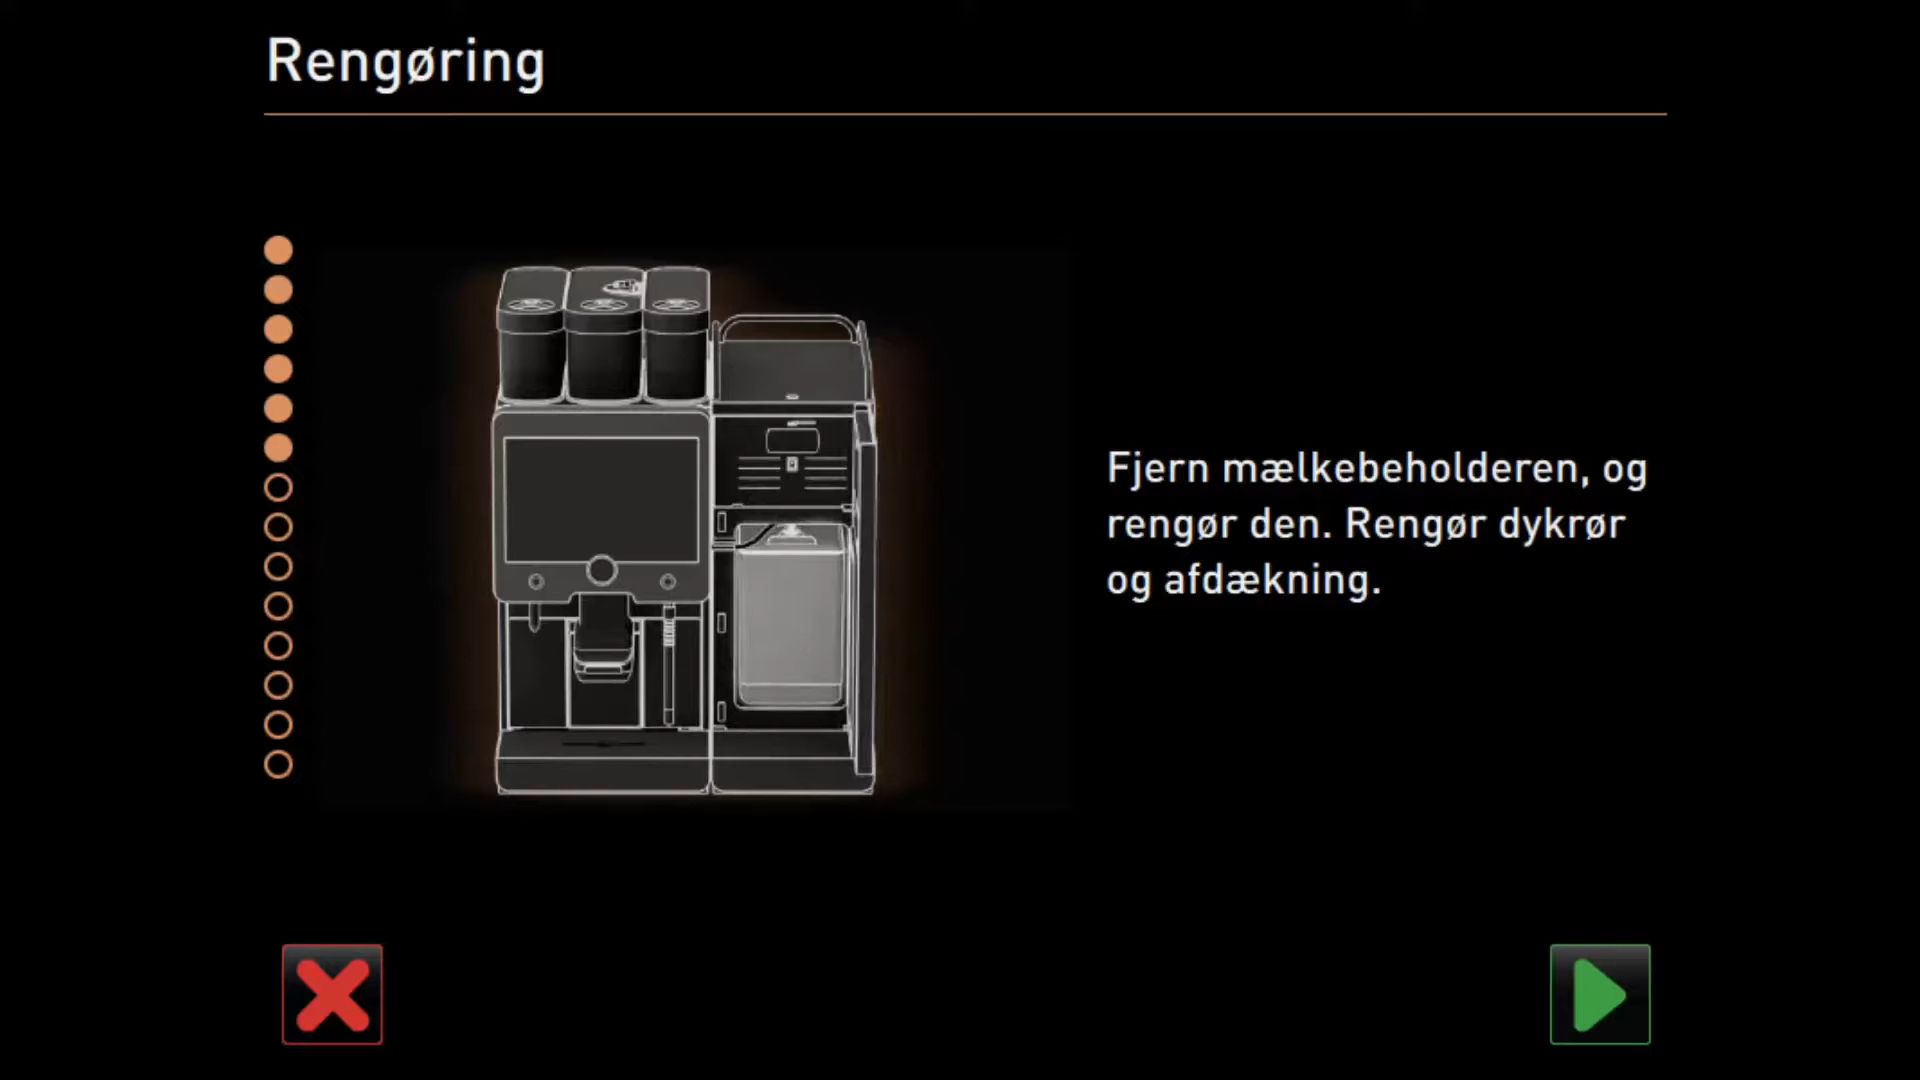 Rengøring
Fjern mælkebeholderen, og
rengør den. Rengør dykrør
og afdækning.